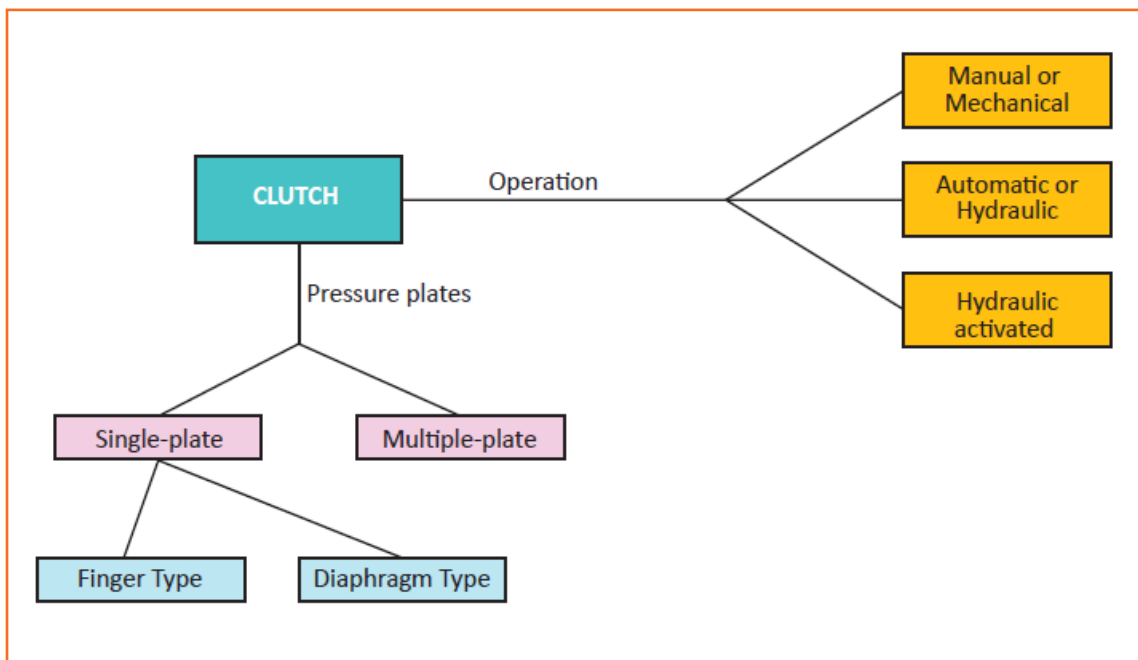 Manual or
Mechanical
CLUTCH
Operation
Automatic or
Hydraulic
Pressure plates
Hydraulic
activated
Single-plate
Multiple-plate
Finger Type
Diaphragm Type